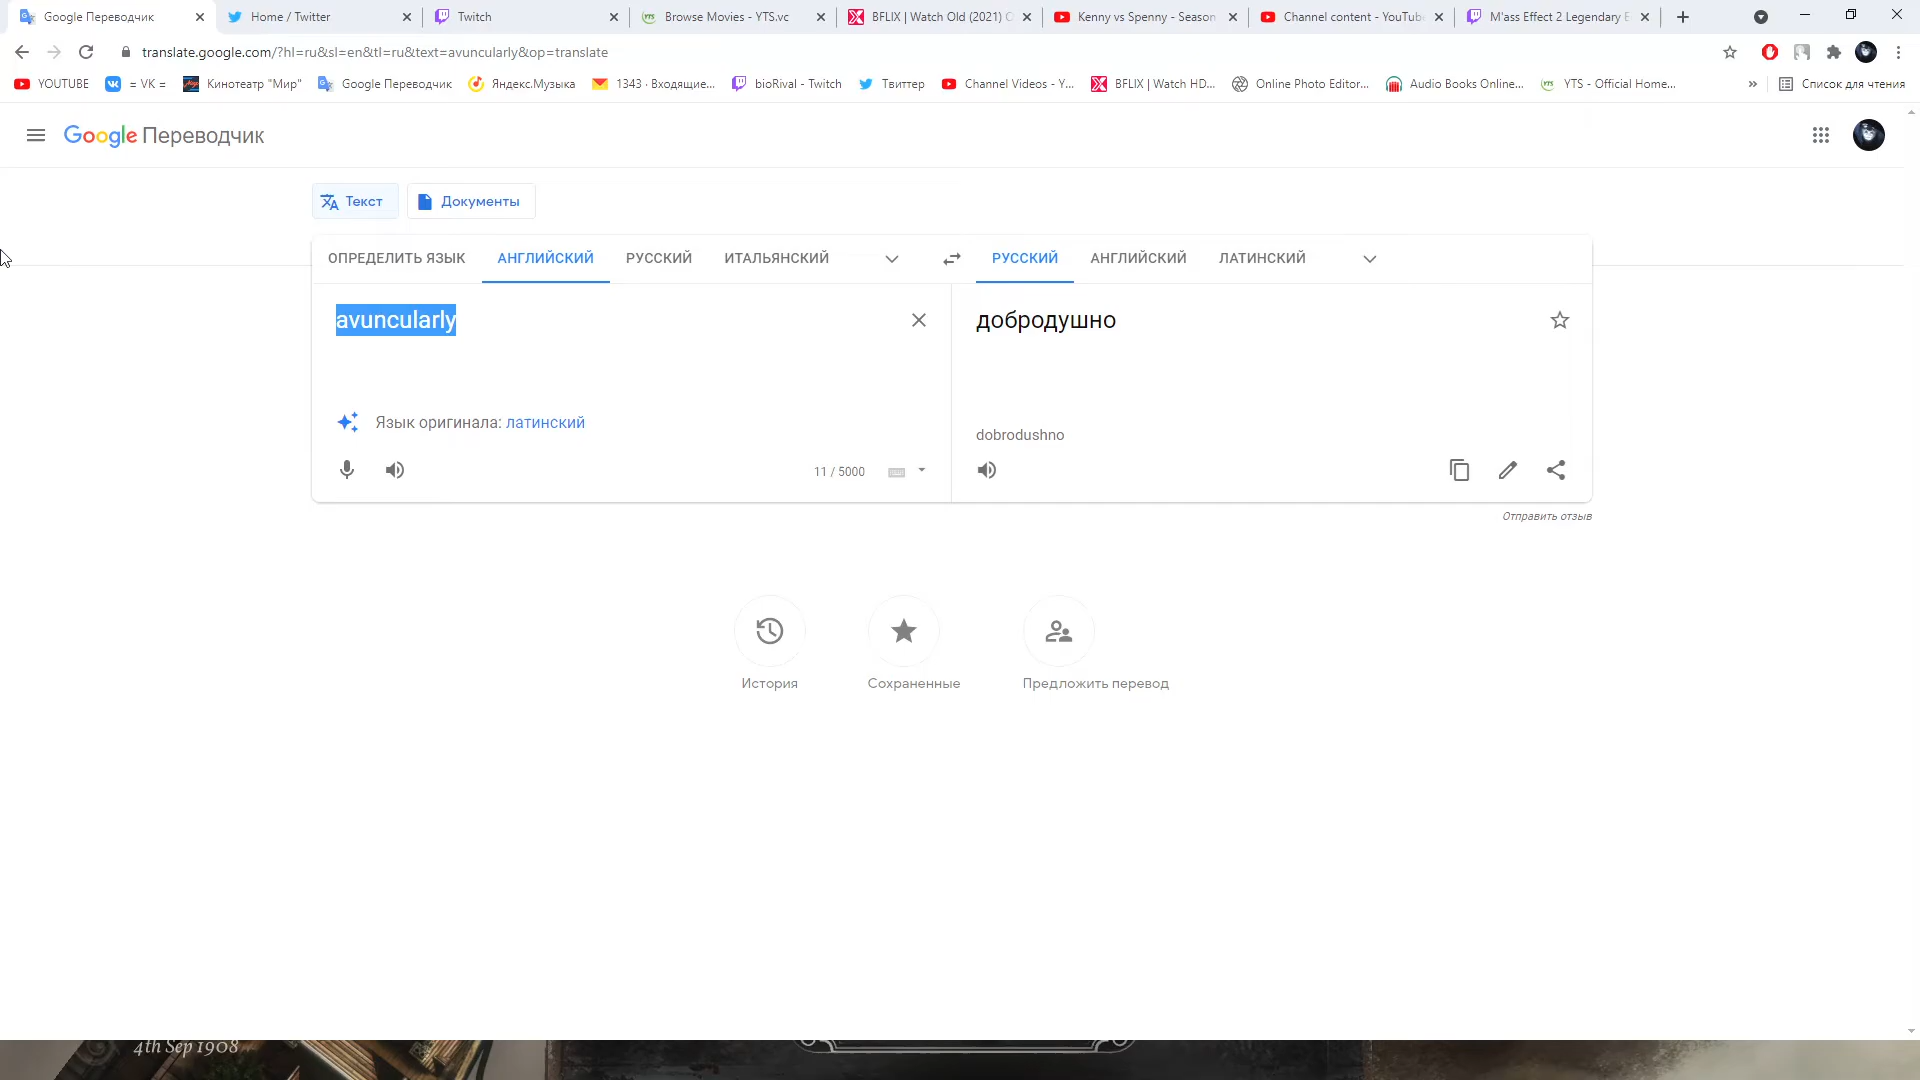 Google Переводчик
Home / Twitter
Twitch
Browse Movies - YTS.vc
BFLIX | Watch Old (2021) O
Kenny vs Spenny - Season
Channel content - YouTube
M'ass Effect 2 Legendary E
translate.google.com/?hl=ru&sl=en&tl=ru&text=avuncularly&op=translate
YOUTUBE
= VK =
Кинотеатр "Мир"
Google Переводчик
Яндекс.Музыка
1343 · Входящие...
bioRival - Twitch
Твиттер
Channel Videos - Y...
BFLIX | Watch HD...
Online Photo Editor...
Audio Books Online...
YTS - Official Home...
»
Список для чтения
Google Переводчик
Текст
Документы
ОПРЕДЕЛИТЬ ЯЗЫК
АНГЛИЙСКИЙ
РУССКИЙ
ИТАЛЬЯНСКИЙ
РУССКИЙ
АНГЛИЙСКИЙ
ЛАТИНСКИЙ
avuncularly
добродушно
Язык оригинала: латинский
dobrodushno
11 / 5000
Отправить отзыв
История
Сохраненные
Предложить перевод
4th Sep 1908